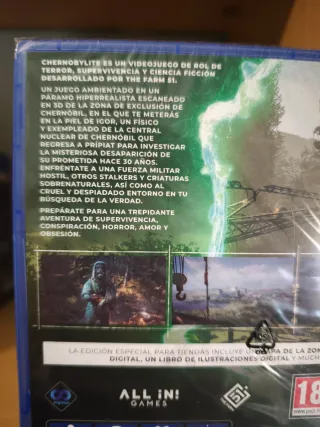 CHERNOBYLITE ES UN VIDEOJUEGO DE ROL DE
TERROR, SUPERVIVENCIA Y CIENCIA FICCIÓN
DESARROLLADO POR THE FARM 51.
UN JUEGO AMBIENTADO EN UN
PÁRAMO HIPERREALISTA ESCANEADO
EN 3D DE LA ZONA DE EXCLUSIÓN DE
CHERNÓBIL, EN EL QUE TE METERÁS
EN LA PIEL DE IGOR, UN FÍSICO
Y EXEMPLEADO DE LA CENTRAL
NUCLEAR DE CHERNÓBIL QUE
REGRESA A PRÍPIAT PARA INVESTIGAR
LA MISTERIOSA DESAPARICIÓN DE
SU PROMETIDA HACE 30 AÑOS.
ENFRÉNTATE A UNA FUERZA MILITAR
HOSTIL, OTROS STALKERS Y CRIATURAS
SOBRENATURALES, ASÍ COMO AL
CRUEL Y DESPIADADO ENTORNO EN TU
BÚSQUEDA DE LA VERDAD.
PREPÁRATE PARA UNA TREPIDANTE
AVENTURA DE SUPERVIVENCIA,
CONSPIRACIÓN, HORROR, AMOR Y
OBSESIÓN.
LA EDICIÓN ESPECIAL PARA TIENDAS INCLUYE UN MAPA DE LA ZON
DIGITAL, UN LIBRO DE ILUSTRACIONES DIGITAL Y MUCH
ALL IN!
GAMES
51
18